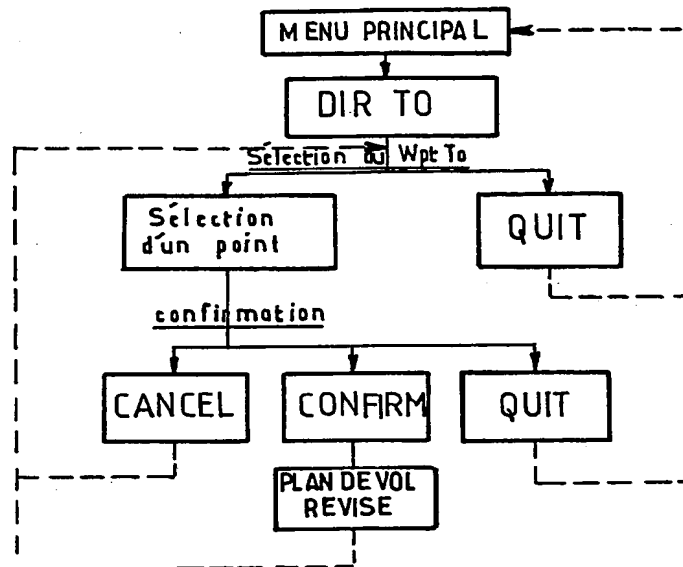 MENU PRINCIPAL
DIR TO
Sélection du Wpt To
Sélection
d'un point
QUIT
confirmation
CANCEL
CONFIRM
QUIT
PLAN DE VOL
REVISE